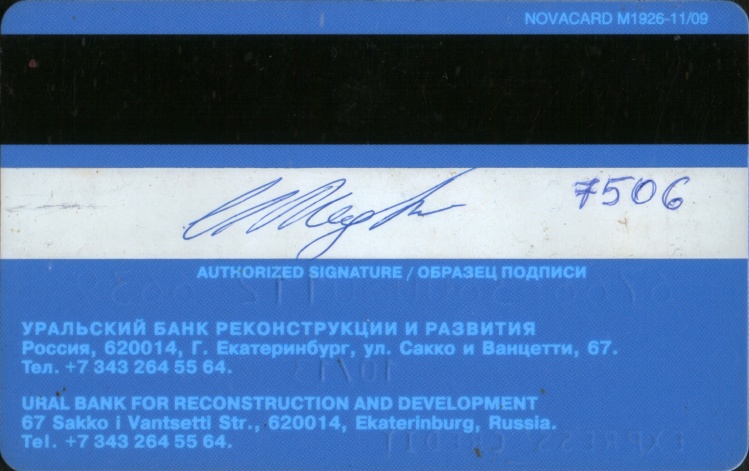 NOVACARD M1926-11/09
7506
AUTHORIZED SIGNATURE / ОБРАЗЕЦ ПОДПИСИ
УРАЛЬСКИЙ БАНК РЕКОНСТРУКЦИИ И РАЗВИТИЯ
Россия, 620014, Г. Екатеринбург, ул. Сакко и Ванцетти, 67.
Тел. +7 343 264 55 64.
URAL BANK FOR RECONSTRUCTION AND DEVELOPMENT
67 Sakko i Vantsetti Str., 620014, Ekaterinburg, Russia.
Tel. +7 343 264 55 64.